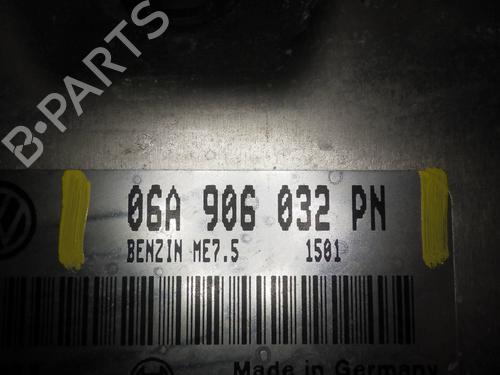 B-PARTS
06A 906 032 PN
BENZIN ME7.5 1501
Made in Germany